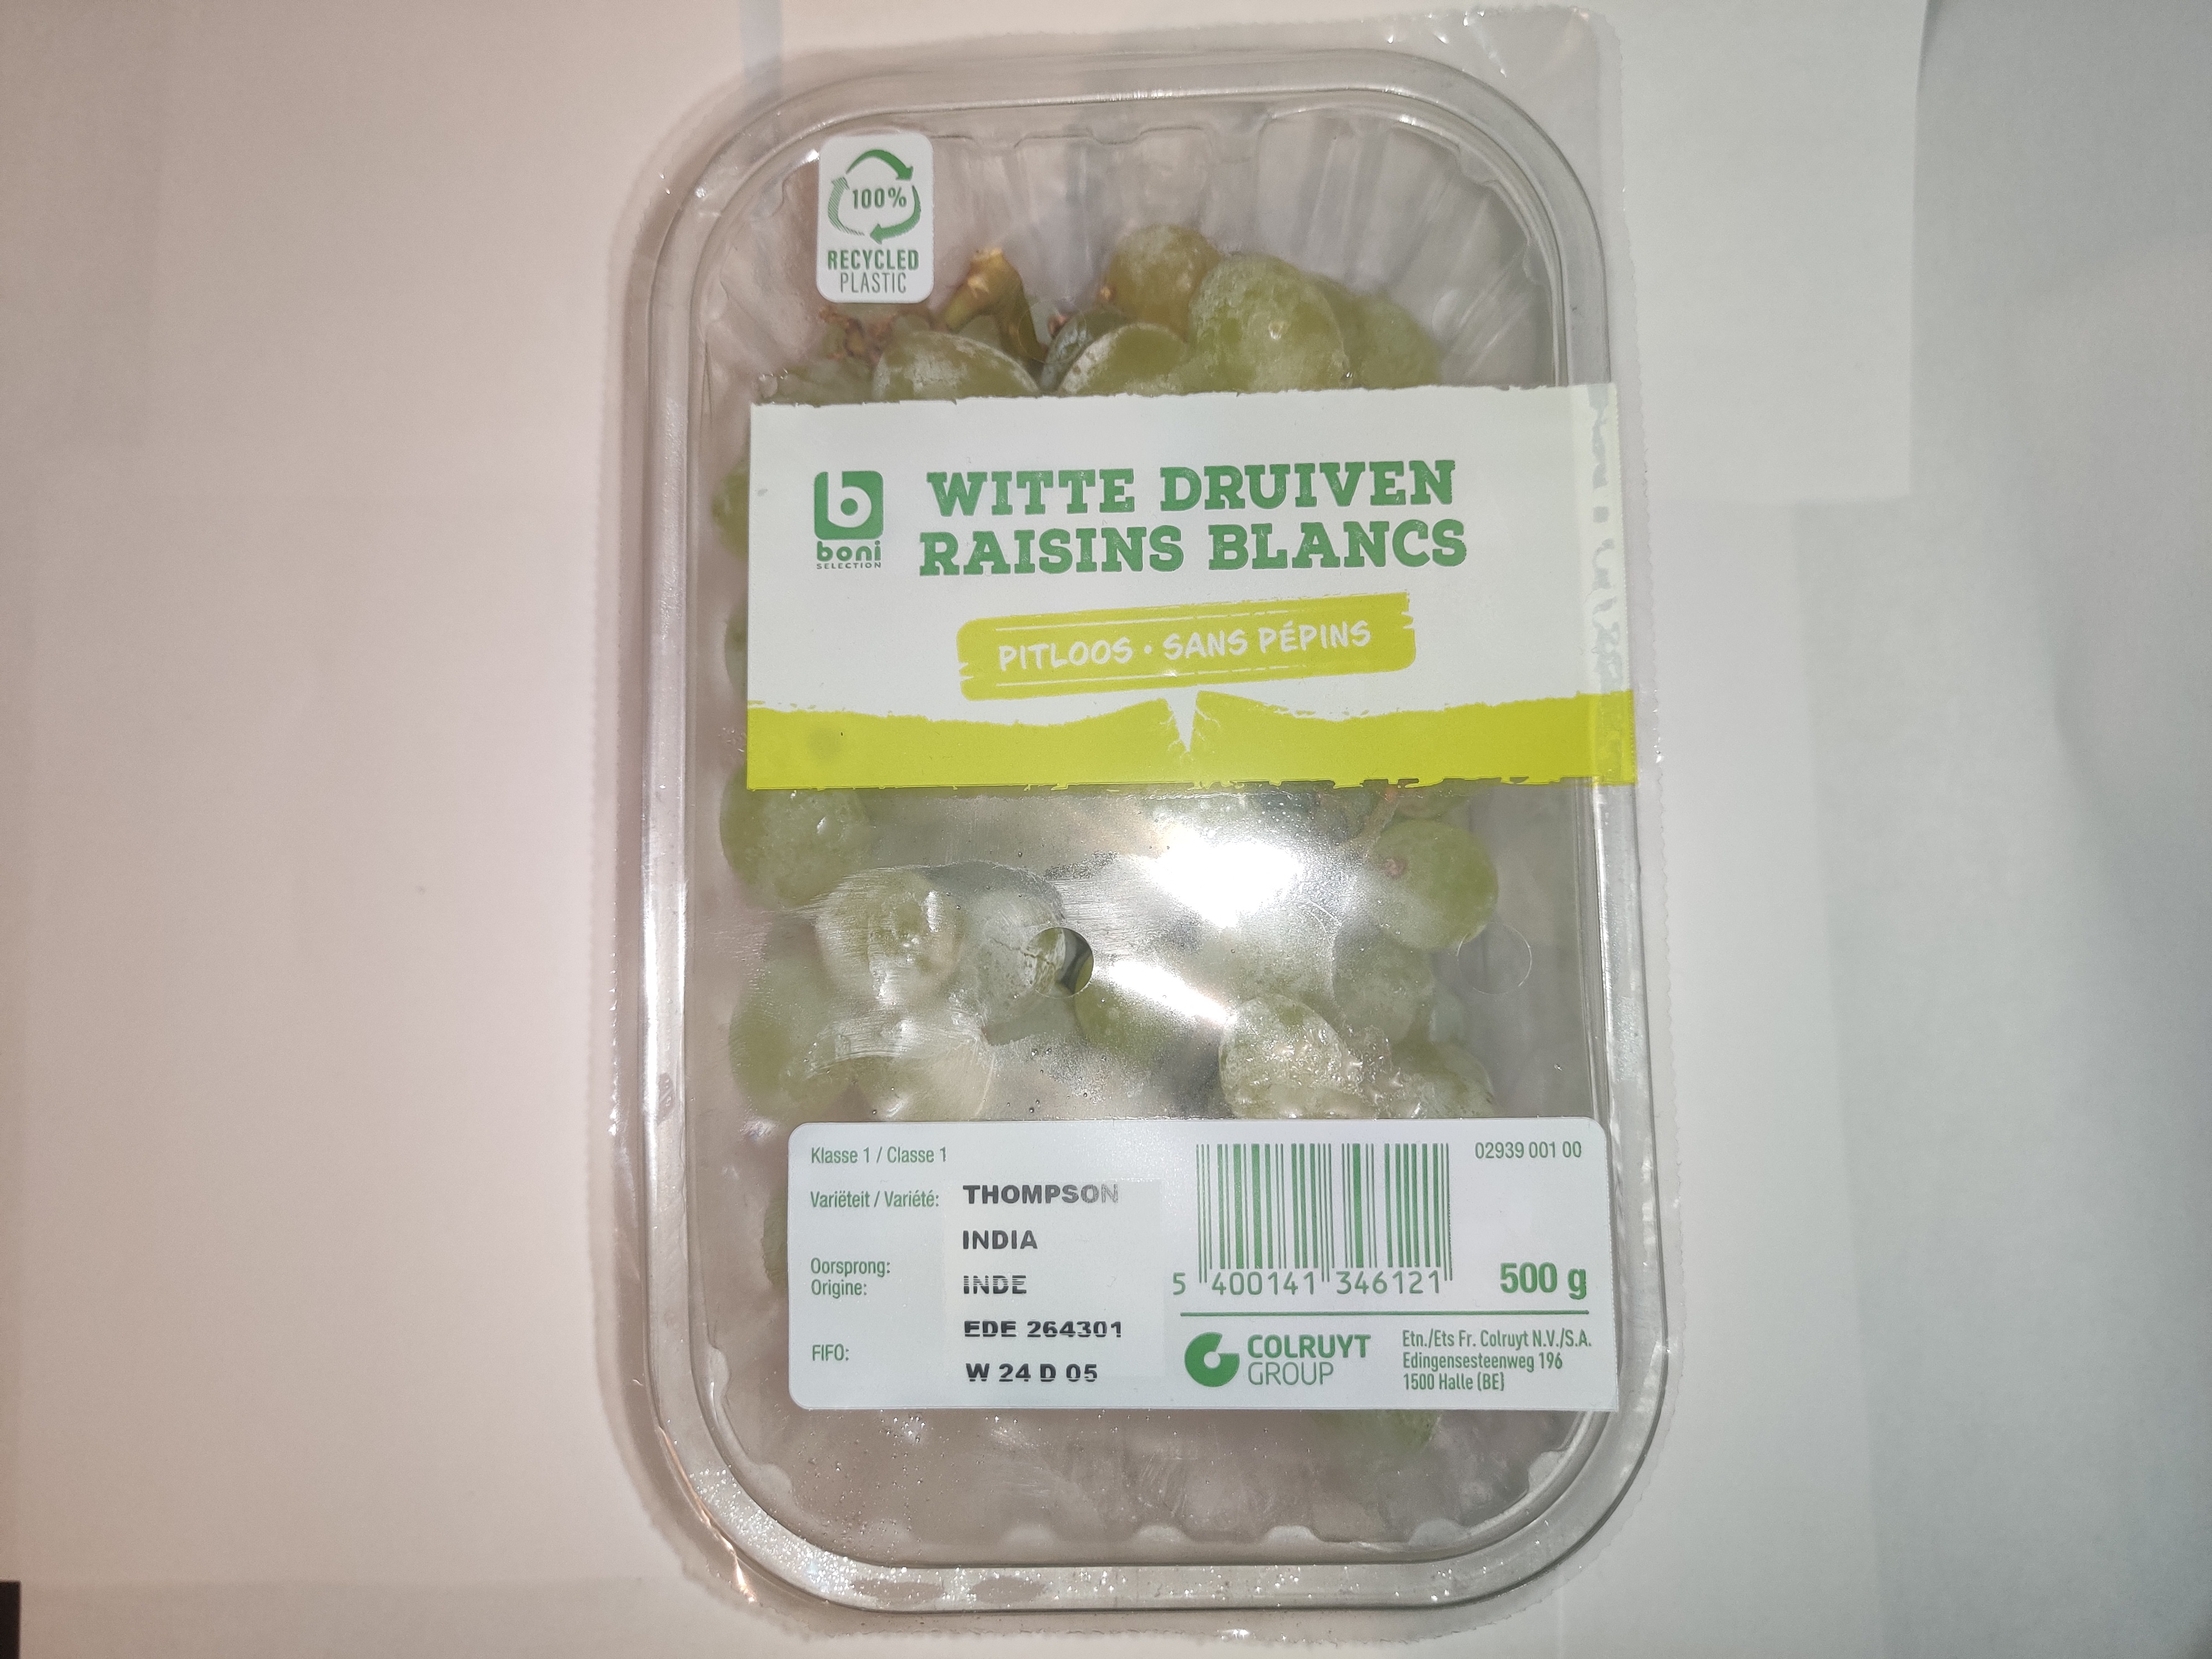 100%
RECYCLED
PLASTIC
boni
SELECTION
WITTE DRUIVEN
RAISINS BLANCS
PITLOOS • SANS PÉPINS
Klasse 1 / Classe 1
02939 001 00
Variëteit / Variété: THOMPSON
Oorsprong: INDIA
Origine: INDE
5 400141 346121
500 g
FIFO: EDE 264301
W 24 D 05
COLRUYT
GROUP
Etn./Ets Fr. Colruyt N.V./S.A.
Edingensesteenweg 196
1500 Halle (BE)